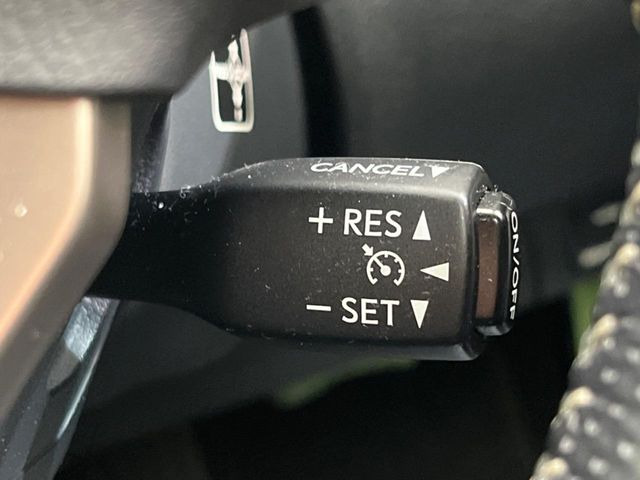 CANCEL▼
+ RES ▲
◀
− SET ▼
ON/OFF